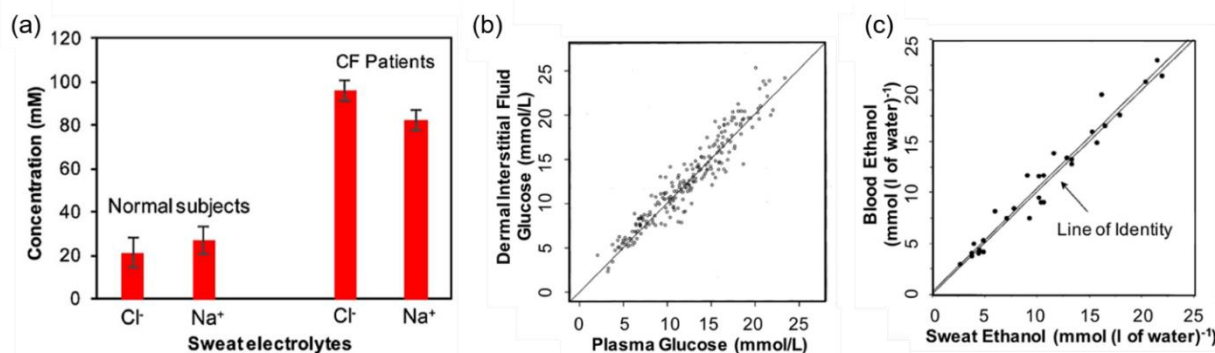 (a)
Concentration (mM)
120
100
80
60
40
20
0
Normal subjects
CF Patients
Cl-
Na+
Cl-
Na+
Sweat electrolytes
(b)
Dermal Interstitial Fluid
Glucose (mmol/L)
25
20
15
10
5
0
0 5 10 15 20 25
Plasma Glucose (mmol/L)
(c)
Blood Ethanol
(mmol (l of water)-1)
25
20
15
10
5
0
Line of Identity
0 5 10 15 20 25
Sweat Ethanol (mmol (l of water)-1)